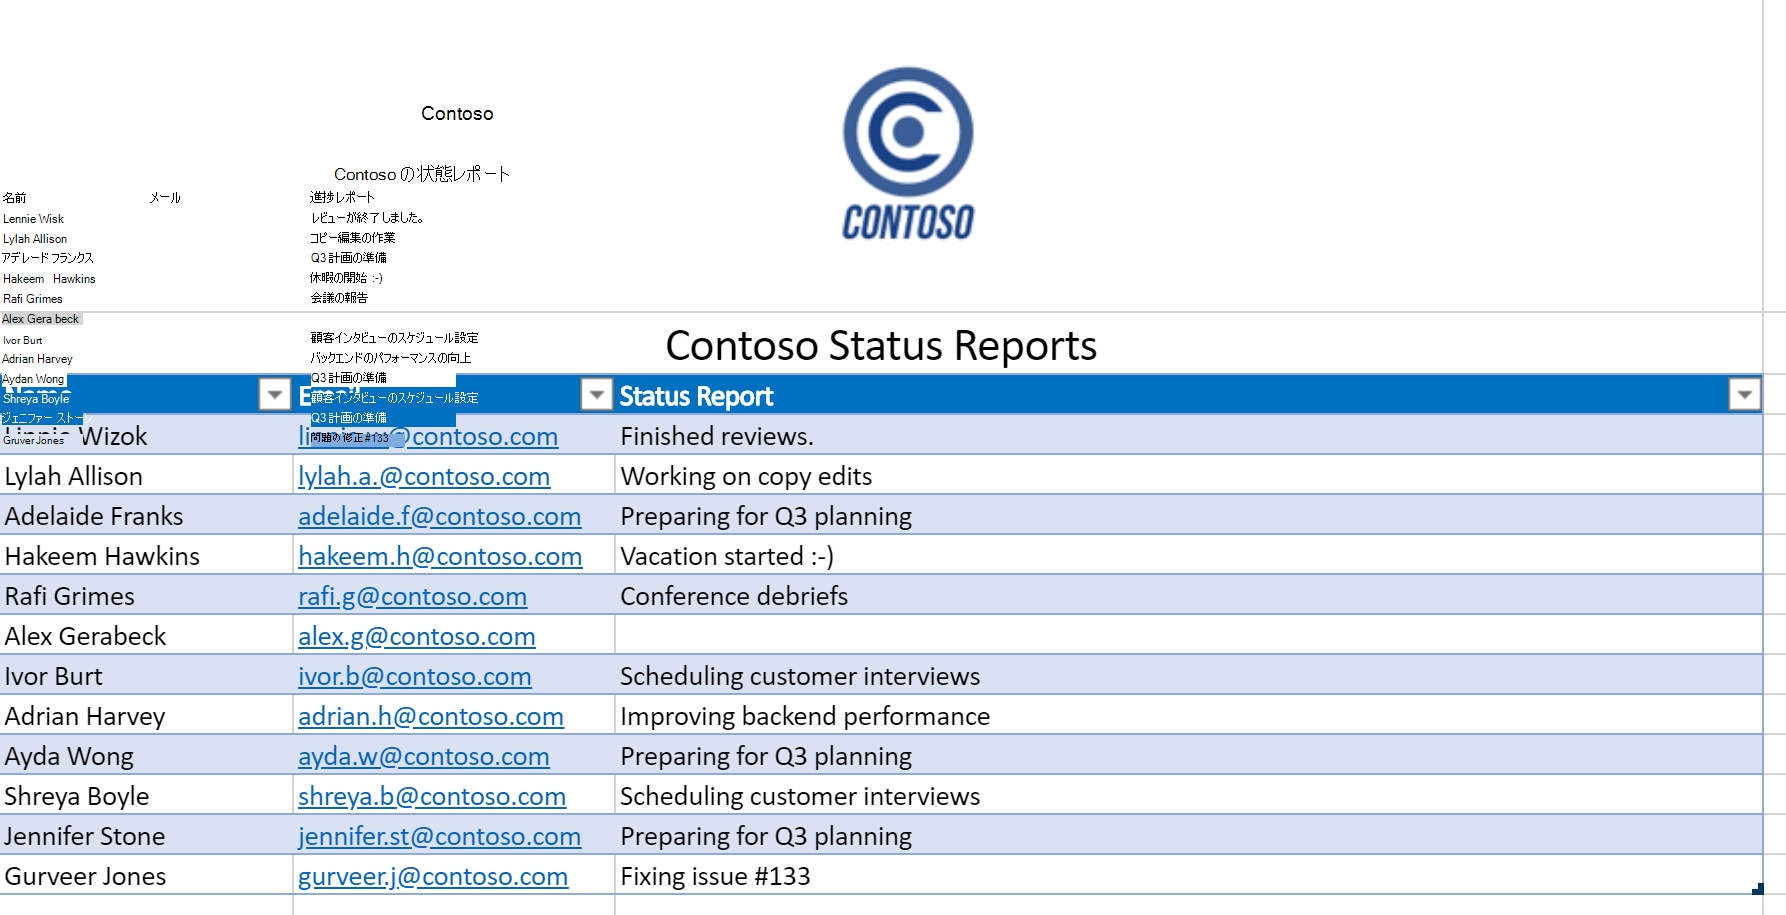 Contoso
CONTOSO
Contoso の状態レポート
名前 メール 進捗レポート
Lennie Wisk レビューが終了しました。
Lylah Allison コピー編集の作業
アデレード フランクス Q3 計画の準備
Hakeem Hawkins 休暇の開始 :-)
Rafi Grimes 会議の報告
Alex Gera beck
Ivor Burt 顧客インタビューのスケジュール設定
Adrian Harvey バックエンドのパフォーマンスの向上
Aydan Wong Q3 計画の準備
Shreya Boyle 顧客インタビューのスケジュール設定
ジェニファー ストーン Q3 計画の準備
Gruver Jones 問題の修正 #133
Contoso Status Reports
Status Report
Wizok @contoso.com Finished reviews.
Lylah Allison lylah.a.@contoso.com Working on copy edits
Adelaide Franks adelaide.f@contoso.com Preparing for Q3 planning
Hakeem Hawkins hakeem.h@contoso.com Vacation started :-)
Rafi Grimes rafi.g@contoso.com Conference debriefs
Alex Gerabeck alex.g@contoso.com
Ivor Burt ivor.b@contoso.com Scheduling customer interviews
Adrian Harvey adrian.h@contoso.com Improving backend performance
Ayda Wong ayda.w@contoso.com Preparing for Q3 planning
Shreya Boyle shreya.b@contoso.com Scheduling customer interviews
Jennifer Stone jennifer.st@contoso.com Preparing for Q3 planning
Gurveer Jones gurveer.j@contoso.com Fixing issue #133